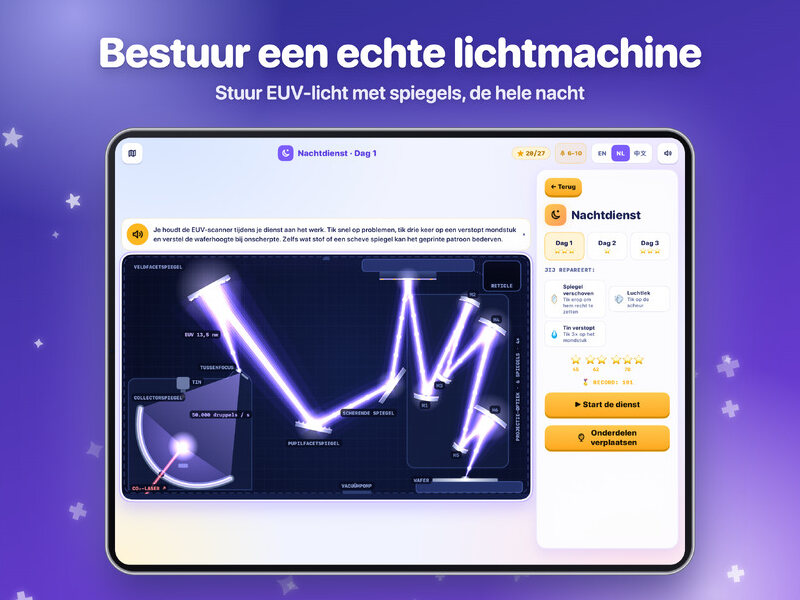 Bestuur een echte lichtmachine
Stuur EUV-licht met spiegels, de hele nacht
Nachtdienst · Dag 1
28/27
6–10
EN
NL
中文
Je houdt de EUV-scanner tijdens je dienst aan het werk. Tik snel op problemen, tik drie keer op een verstopt mondstuk
en verstel de waferhoogte bij onscherpte. Zelfs wat stof of een scheve spiegel kan het geprinte patroon bederven.
VELDFACETSPIEGEL
RETICLE
EUV 13,5 nm
TUSSENFOCUS
TIN
COLLECTORSPIEGEL
50.000 druppels / s
CO₂-LASER
PUPILFACETSPIEGEL
SCHERENDE SPIEGEL
VACUÜMPOMP
WAFER
M1
M2
M3
M4
M5
M6
PROJECTIE-OPTIEK · 6 SPIEGELS
← Terug
Nachtdienst
Dag 1
Dag 2
Dag 3
JIJ REPAREERT:
Spiegel
verschoven
Tik erop om
hem recht te
zetten
Luchtlek
Tik op de
scheur
Tin verstopt
Tik 3× op het
mondstuk
45
62
78
RECORD: 101
Start de dienst
Onderdelen
verplaatsen